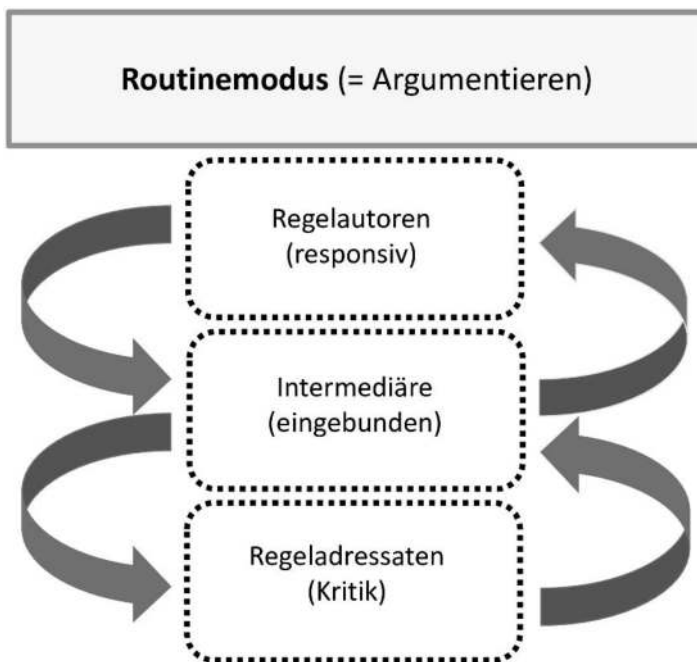 Routinemodus (= Argumentieren)
Regelautoren
(responsiv)
Intermediäre
(eingebunden)
Regeladressaten
(Kritik)